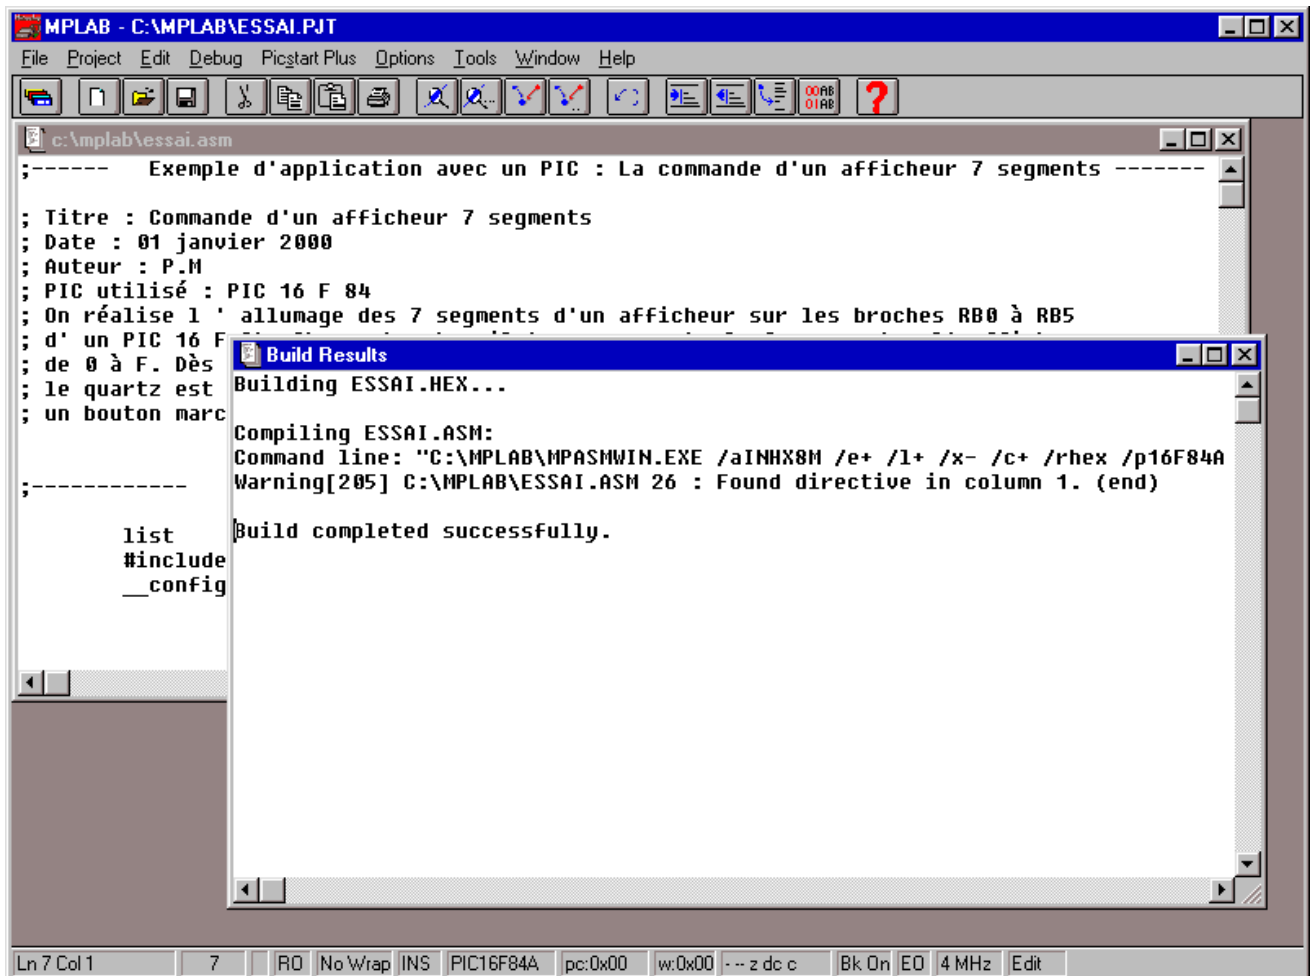 MPLAB - C:\MPLAB\ESSAI.PJT
File Project Edit Debug Picstart Plus Options Tools Window Help
00AB
01AB
?
c:\mplab\essai.asm
;------ Exemple d'application avec un PIC : La commande d'un afficheur 7 segments -------
; Titre : Commande d'un afficheur 7 segments
; Date : 01 janvier 2000
; Auteur : P.M
; PIC utilisé : PIC 16 F 84
; On réalise l ' allumage des 7 segments d'un afficheur sur les broches RB0 à RB5
; d' un PIC 16 F
; de 0 à F. Dès
; le quartz est
; un bouton marc
;------------
list
#include
__config
Build Results
Building ESSAI.HEX...
Compiling ESSAI.ASM:
Command line: "C:\MPLAB\MPASMWIN.EXE /aINHX8M /e+ /l+ /x- /c+ /rhex /p16F84A
Warning[205] C:\MPLAB\ESSAI.ASM 26 : Found directive in column 1. (end)
Build completed successfully.
Ln 7 Col 1 7 RO No Wrap INS PIC16F84A pc:0x00 w:0x00 - -- z dc c Bk On EO 4 MHz Edit